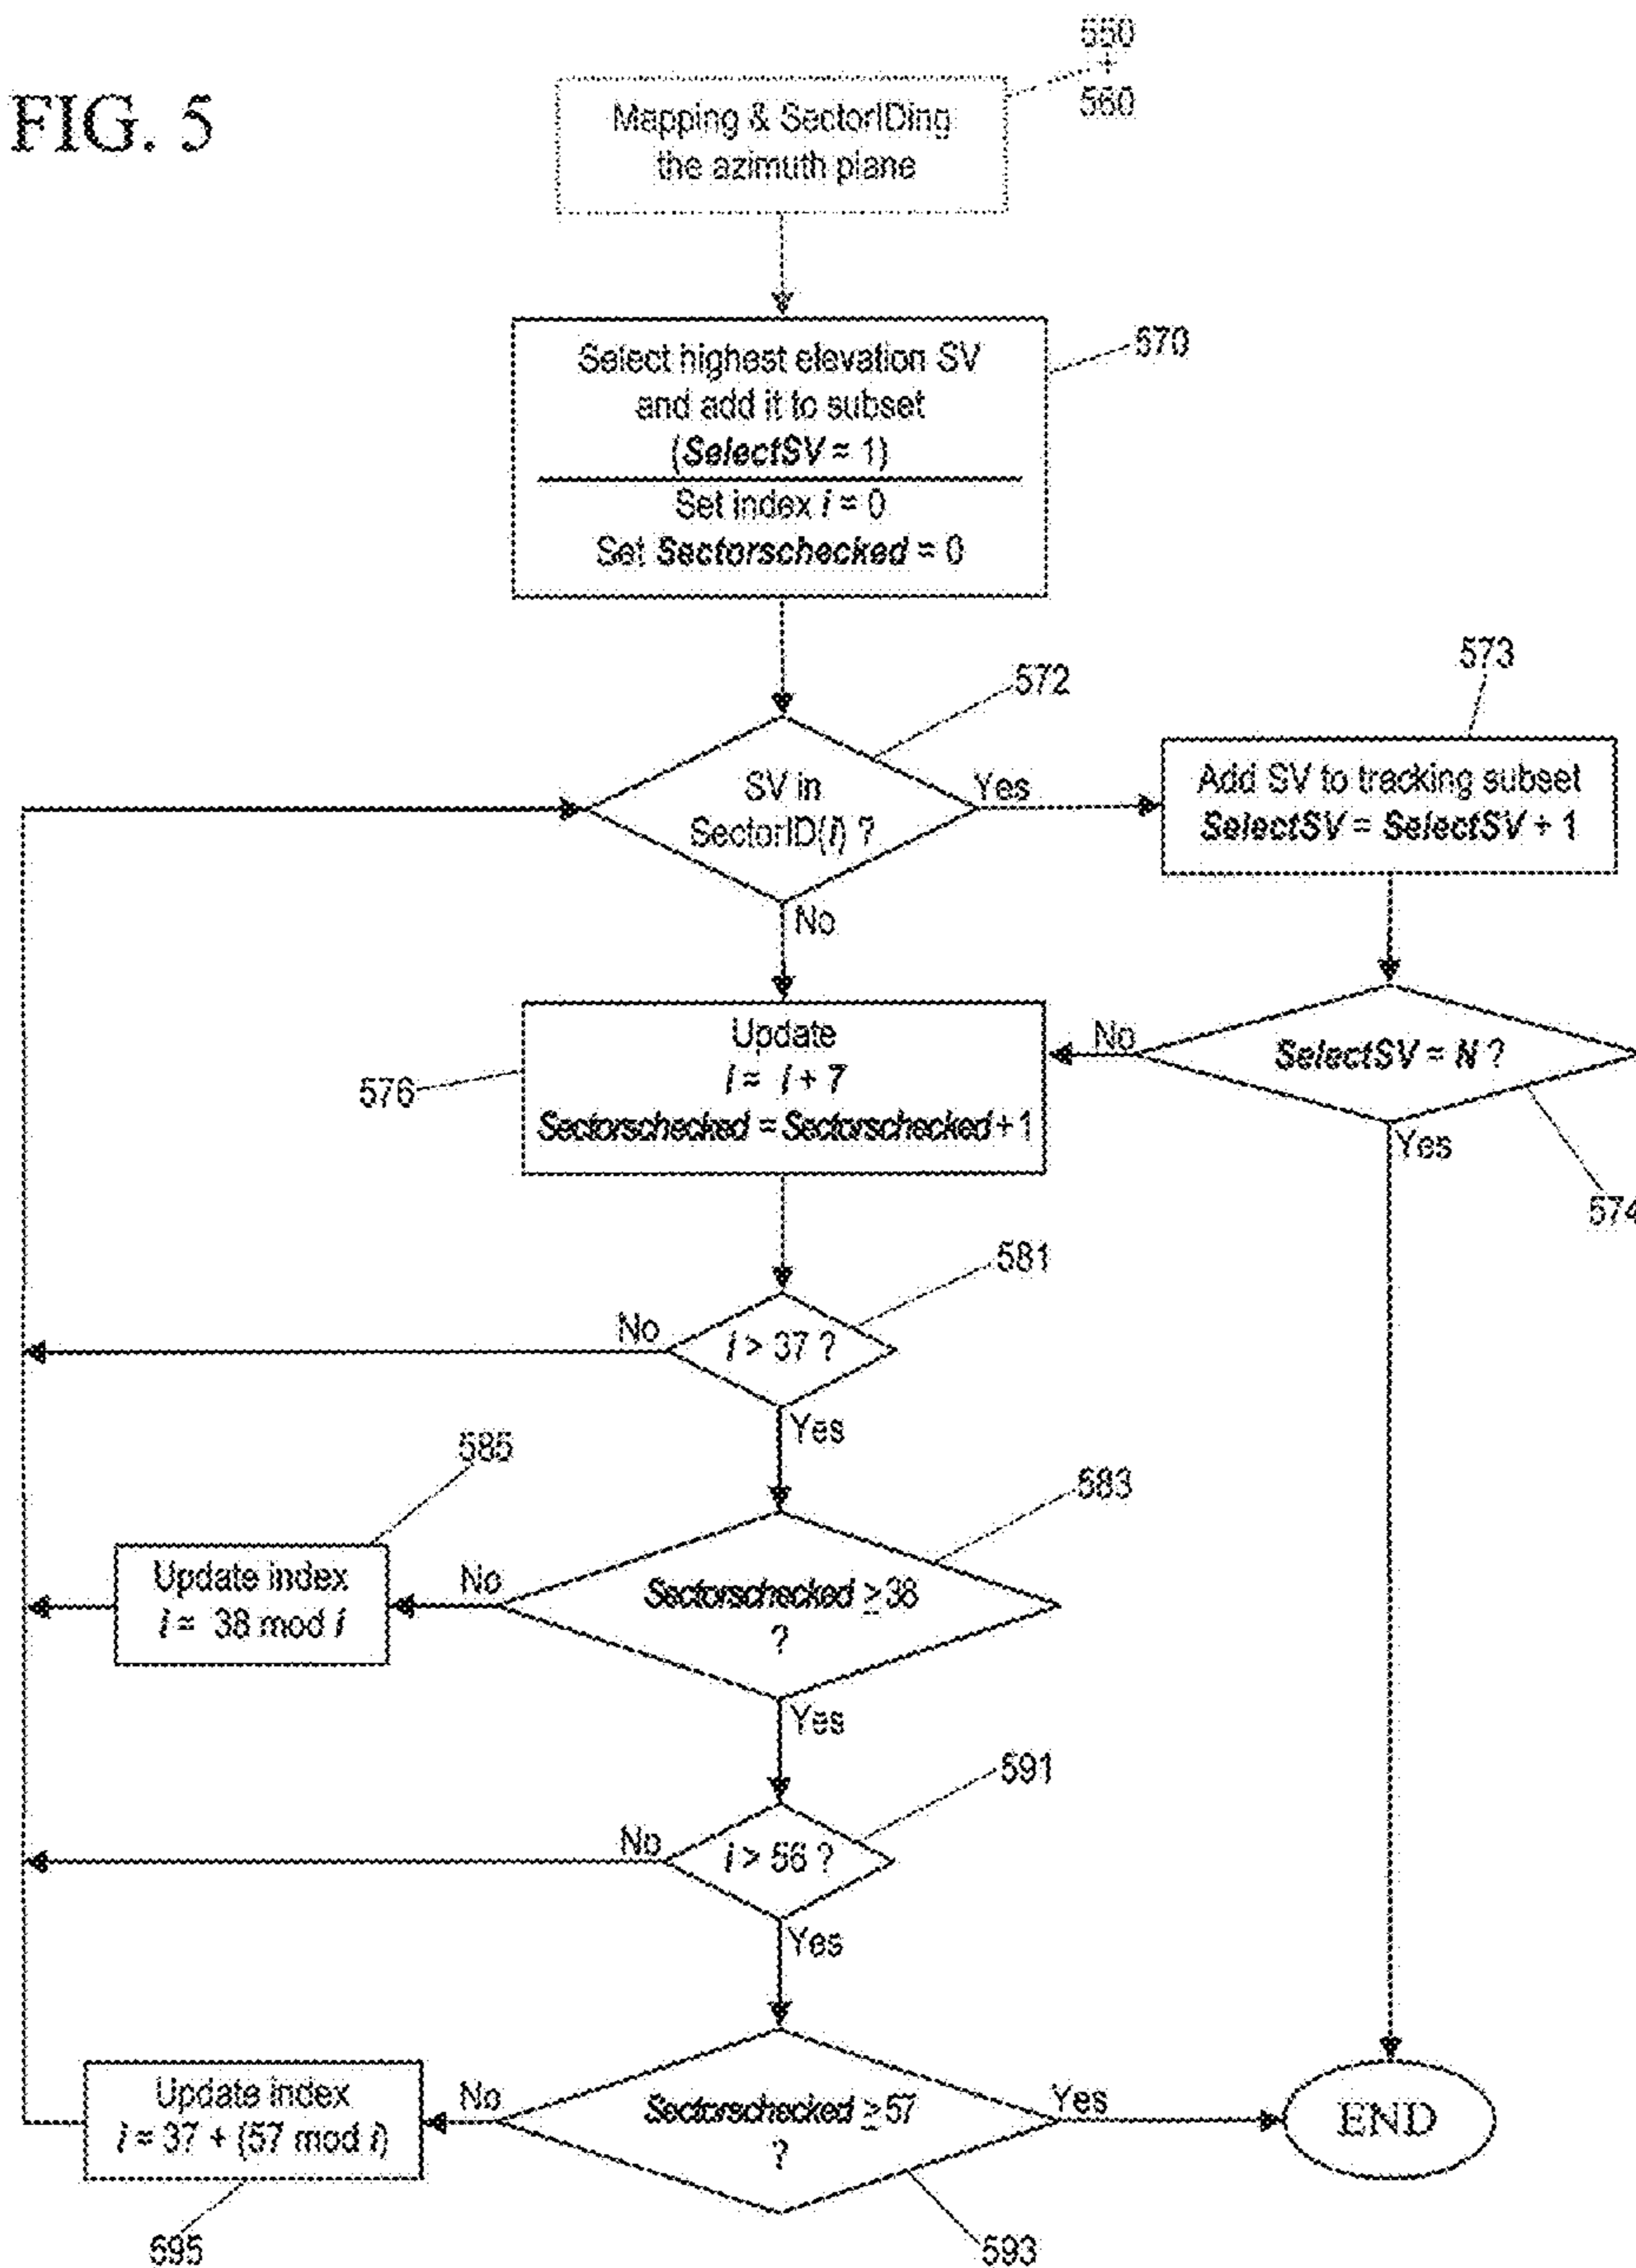 FIG. 5
550
+
560
Mapping & SectorIDing
the azimuth plane
570
Select highest elevation SV
and add it to subset
(SelectSV = 1)
Set index i = 0
Set Sectorschecked = 0
572
573
SV in
SectorID(i) ?
Yes
Add SV to tracking subset
SelectSV = SelectSV + 1
No
576
Update
i = i + 7
Sectorschecked = Sectorschecked + 1
No
SelectSV = N ?
Yes
574
581
No
i > 37 ?
Yes
585
583
Update index
i = 38 mod i
No
Sectorschecked ≥38
?
Yes
591
No
i > 56 ?
Yes
Update index
i = 37 + (57 mod i)
No
Sectorschecked ≥57
?
Yes
END
595
593